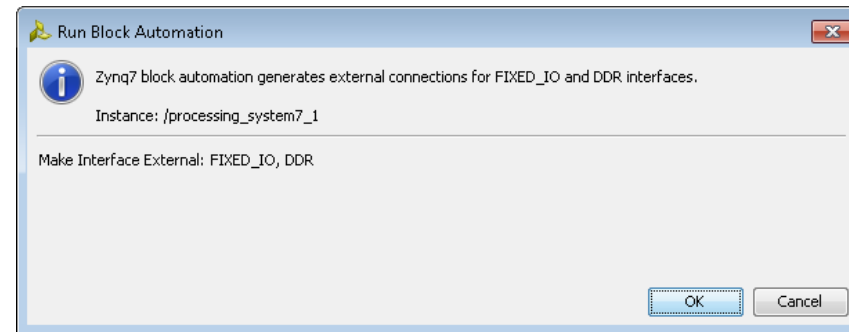 Run Block Automation
Zynq7 block automation generates external connections for FIXED_IO and DDR interfaces.
Instance: /processing_system7_1
Make Interface External: FIXED_IO, DDR
OK Cancel